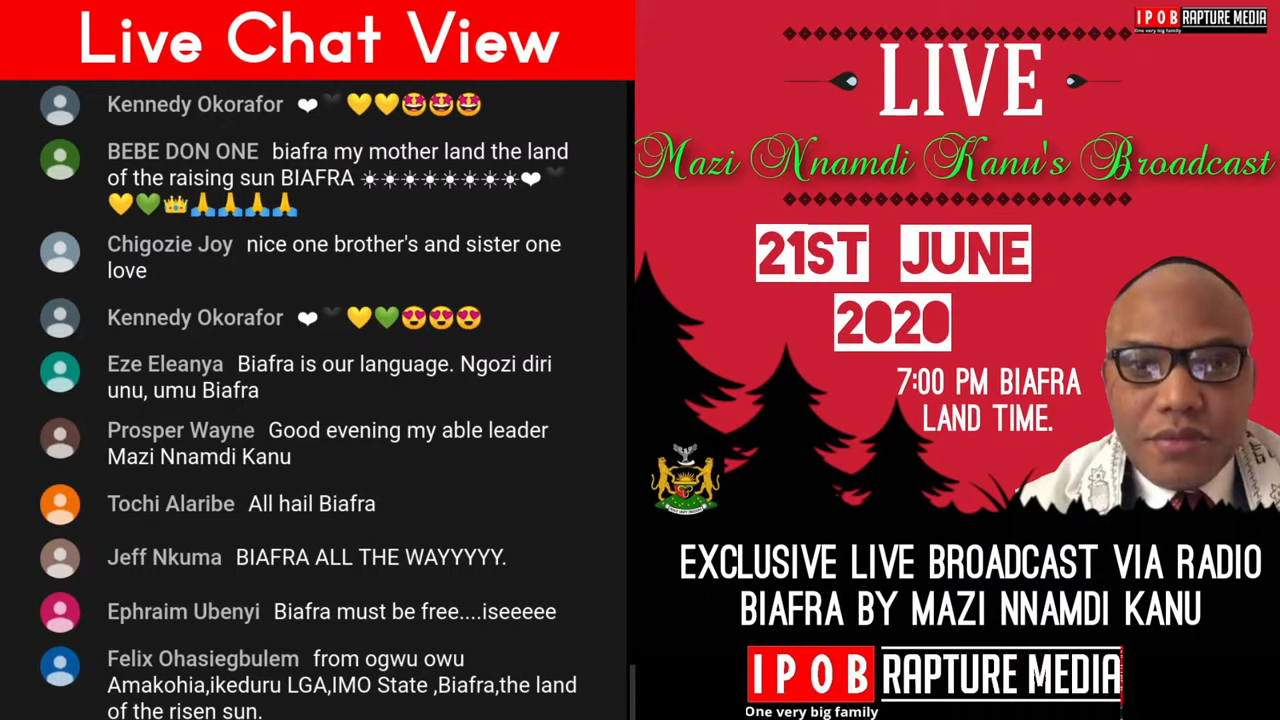 Live Chat View
Kennedy Okorafor ❤🖤💛💛🤩🤩🤩
BEBE DON ONE biafra my mother land the land
of the raising sun BIAFRA ☀☀☀☀☀☀☀☀❤🖤
💛💚👑🙏🙏🙏🙏
Chigozie Joy nice one brother's and sister one
love
Kennedy Okorafor ❤🖤💛💚😍😍😍
Eze Eleanya Biafra is our language. Ngozi diri
unu, umu Biafra
Prosper Wayne Good evening my able leader
Mazi Nnamdi Kanu
Tochi Alaribe All hail Biafra
Jeff Nkuma BIAFRA ALL THE WAYYYYY.
Ephraim Ubenyi Biafra must be free....iseeeee
Felix Ohasiegbulem from ogwu owu
Amakohia,ikeduru LGA,IMO State ,Biafra,the land
of the risen sun.
IPOB RAPTURE MEDIA
One very big family
LIVE
Mazi Nnamdi Kanu's Broadcast
21ST JUNE
2020
7:00 PM BIAFRA
LAND TIME.
EXCLUSIVE LIVE BROADCAST VIA RADIO
BIAFRA BY MAZI NNAMDI KANU
IPOB RAPTURE MEDIA
One very big family